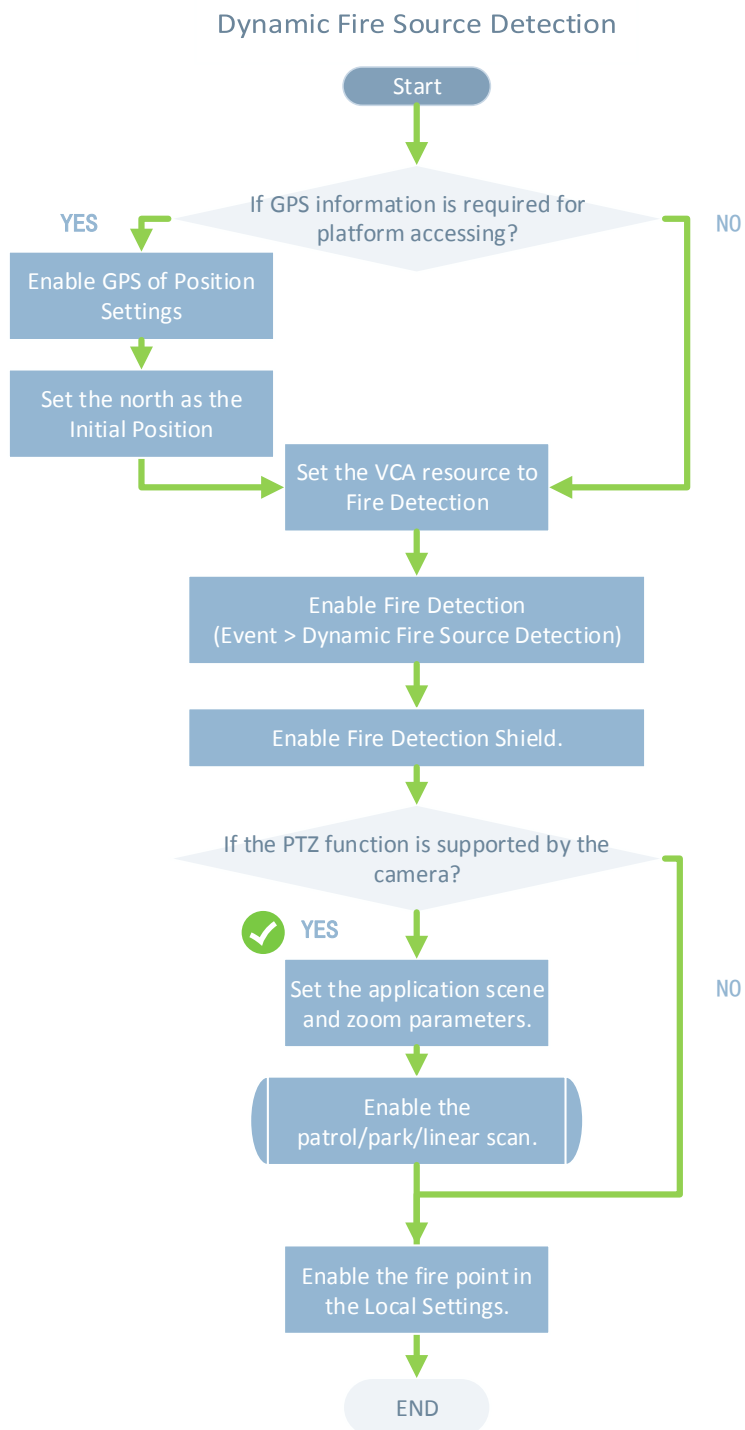 Dynamic Fire Source Detection
Start
If GPS information is required for
platform accessing?
YES
NO
Enable GPS of Position
Settings
Set the north as the
Initial Position
Set the VCA resource to
Fire Detection
Enable Fire Detection
(Event > Dynamic Fire Source Detection)
Enable Fire Detection Shield.
If the PTZ function is supported by the
camera?
YES
NO
Set the application scene
and zoom parameters.
Enable the
patrol/park/linear scan.
Enable the fire point in
the Local Settings.
END